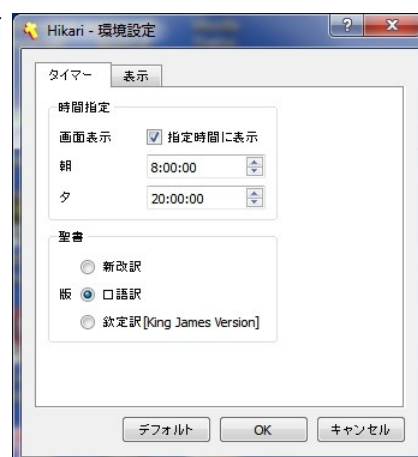 Hikari - 環境設定
タイマー 表示
時間指定
画面表示 指定時間に表示
朝 8:00:00
夕 20:00:00
聖書
新改訳
版 口語訳
欽定訳[King James Version]
デフォルト OK キャンセル